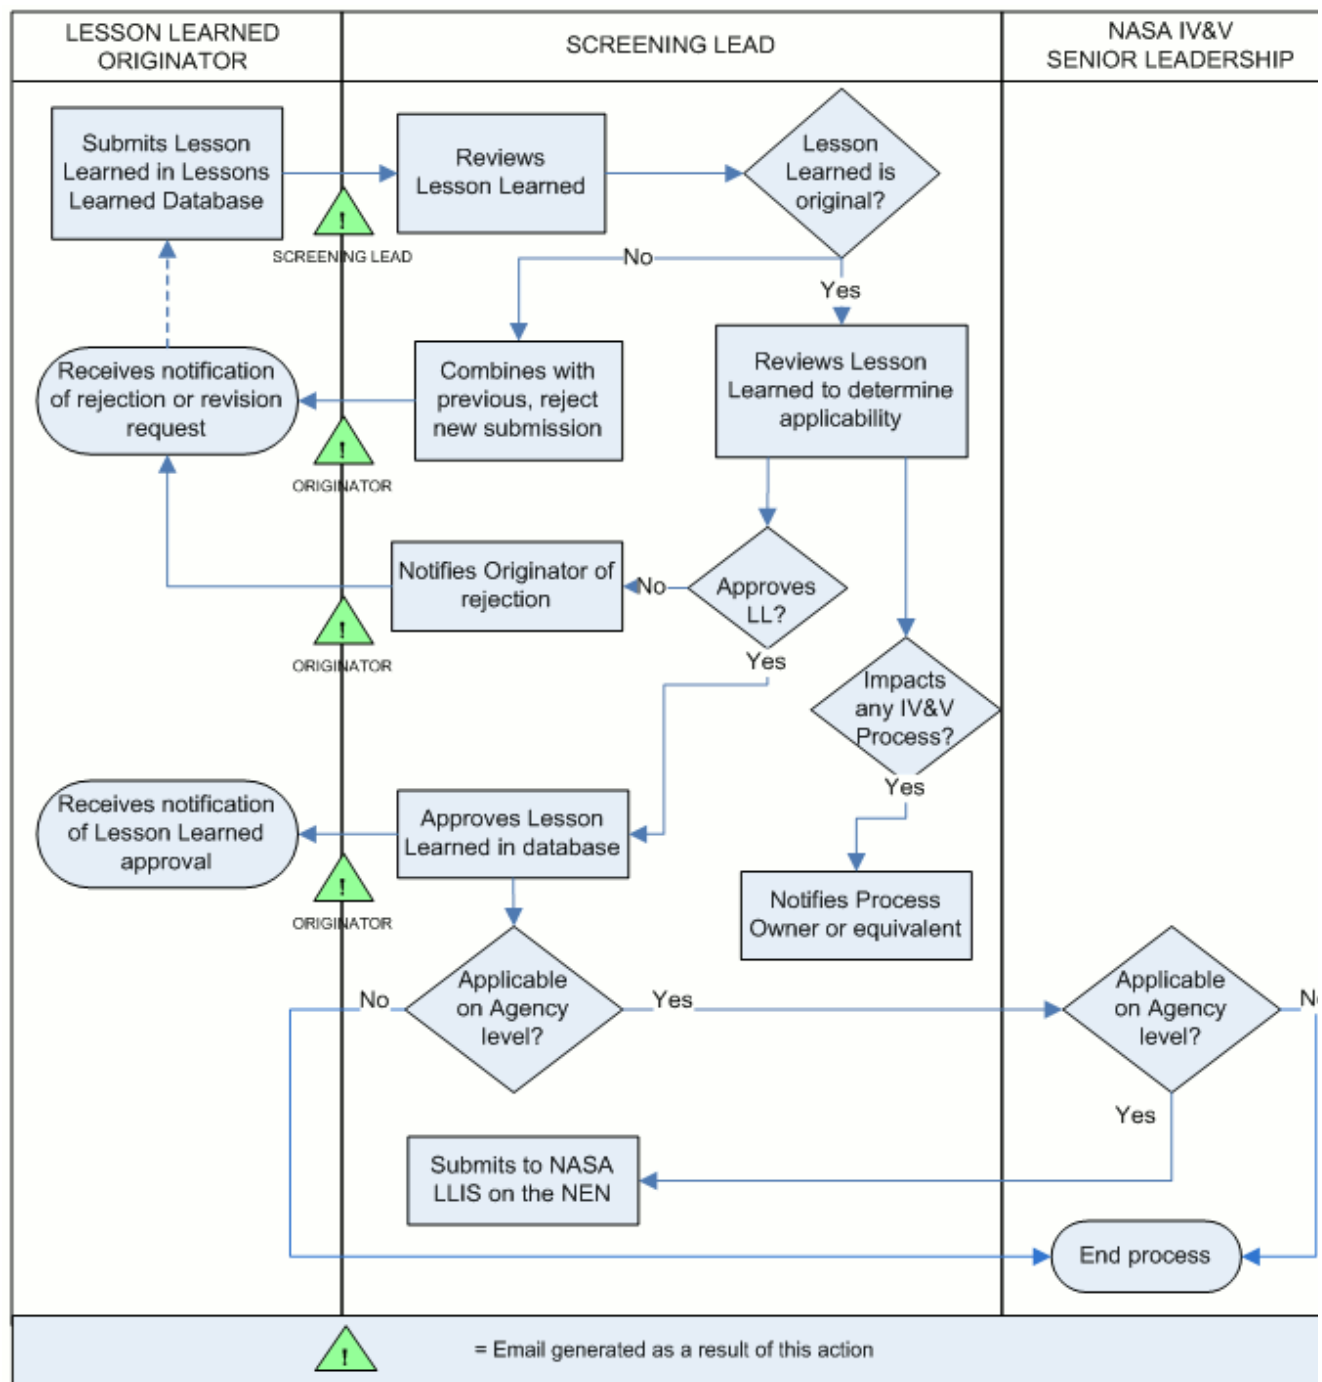 LESSON LEARNED
ORIGINATOR
SCREENING LEAD
NASA IV&V
SENIOR LEADERSHIP
Submits Lesson
Learned in Lessons
Learned Database
Reviews
Lesson Learned
Lesson
Learned is
original?
!
SCREENING LEAD
No
Yes
Receives notification
of rejection or revision
request
Combines with
previous, reject
new submission
Reviews Lesson
Learned to determine
applicability
!
ORIGINATOR
Notifies Originator of
rejection
No
Approves
LL?
!
ORIGINATOR
Yes
Impacts
any IV&V
Process?
Yes
Receives notification
of Lesson Learned
approval
Approves Lesson
Learned in database
!
ORIGINATOR
Notifies Process
Owner or equivalent
No
Applicable
on Agency
level?
Yes
Applicable
on Agency
level?
Yes
Submits to NASA
LLIS on the NEN
End process
!
= Email generated as a result of this action